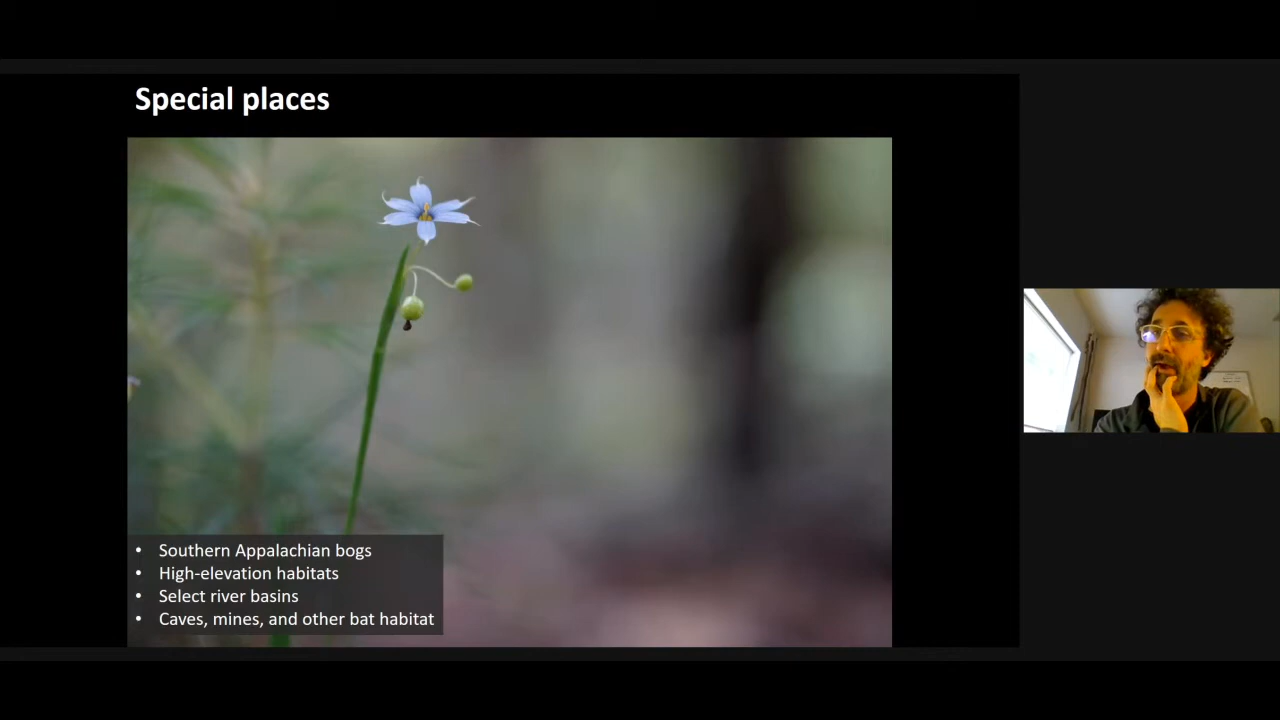 Special places
• Southern Appalachian bogs
• High-elevation habitats
• Select river basins
• Caves, mines, and other bat habitat